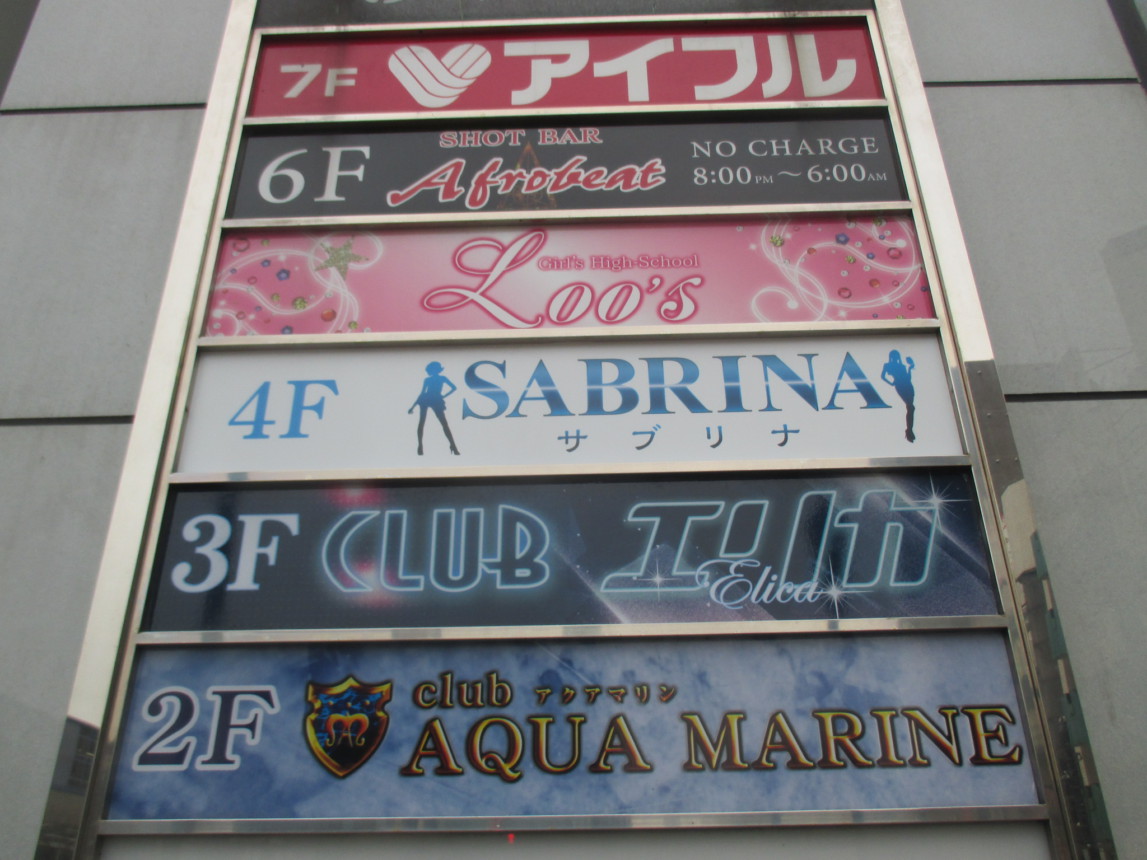 7F アイフル
SHOT BAR
6F Afrobeat
NO CHARGE
8:00PM～6:00AM
Girl's High-School
Loo's
4F SABRINA
サブリナ
3F CLUB エリカ
Elica
2F club アクアマリン
AQUA MARINE